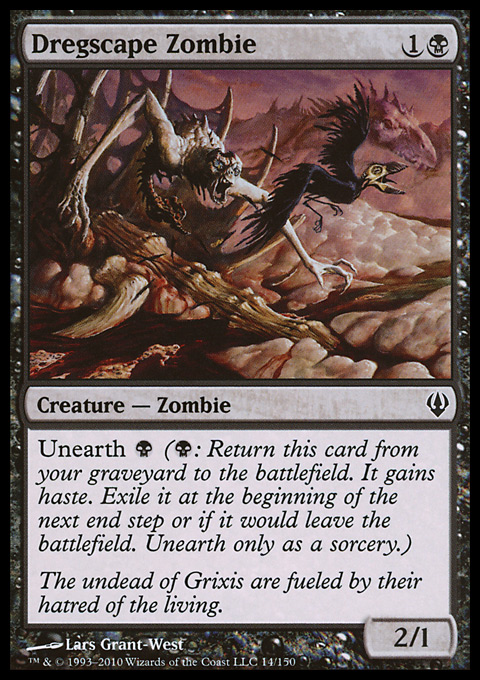 Dregscape Zombie 1
Creature — Zombie
Unearth (: Return this card from
your graveyard to the battlefield. It gains
haste. Exile it at the beginning of the
next end step or if it would leave the
battlefield. Unearth only as a sorcery.)
The undead of Grixis are fueled by their
hatred of the living.
Lars Grant-West
2/1
™ & © 1993–2010 Wizards of the Coast LLC 14/150